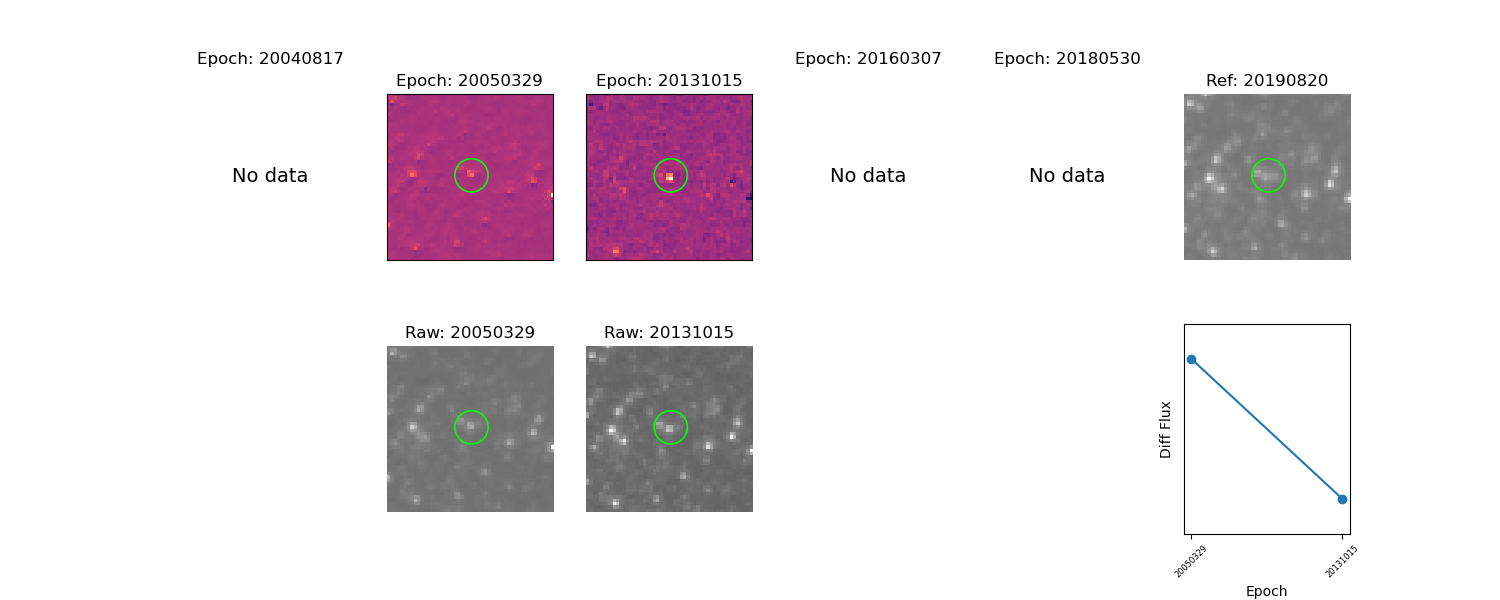 Epoch: 20040817
Epoch: 20050329
Epoch: 20131015
Epoch: 20160307
Epoch: 20180530
Ref: 20190820
No data
No data
No data
Raw: 20050329
Raw: 20131015
Diff Flux
20050329
20131015
Epoch